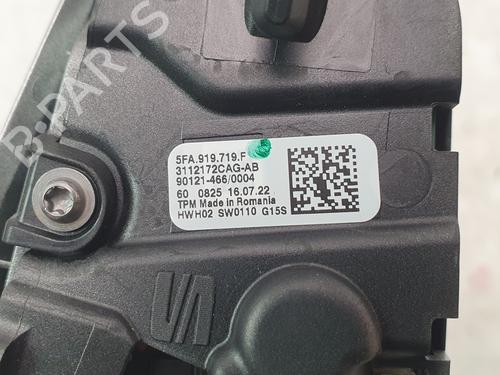 5FA.919.719.F
3112172CAG-AB
90121-466/0004
60 0825 16.07.22
TPM Made in Romania
HWH02 SW0110 G15S
B-PARTS